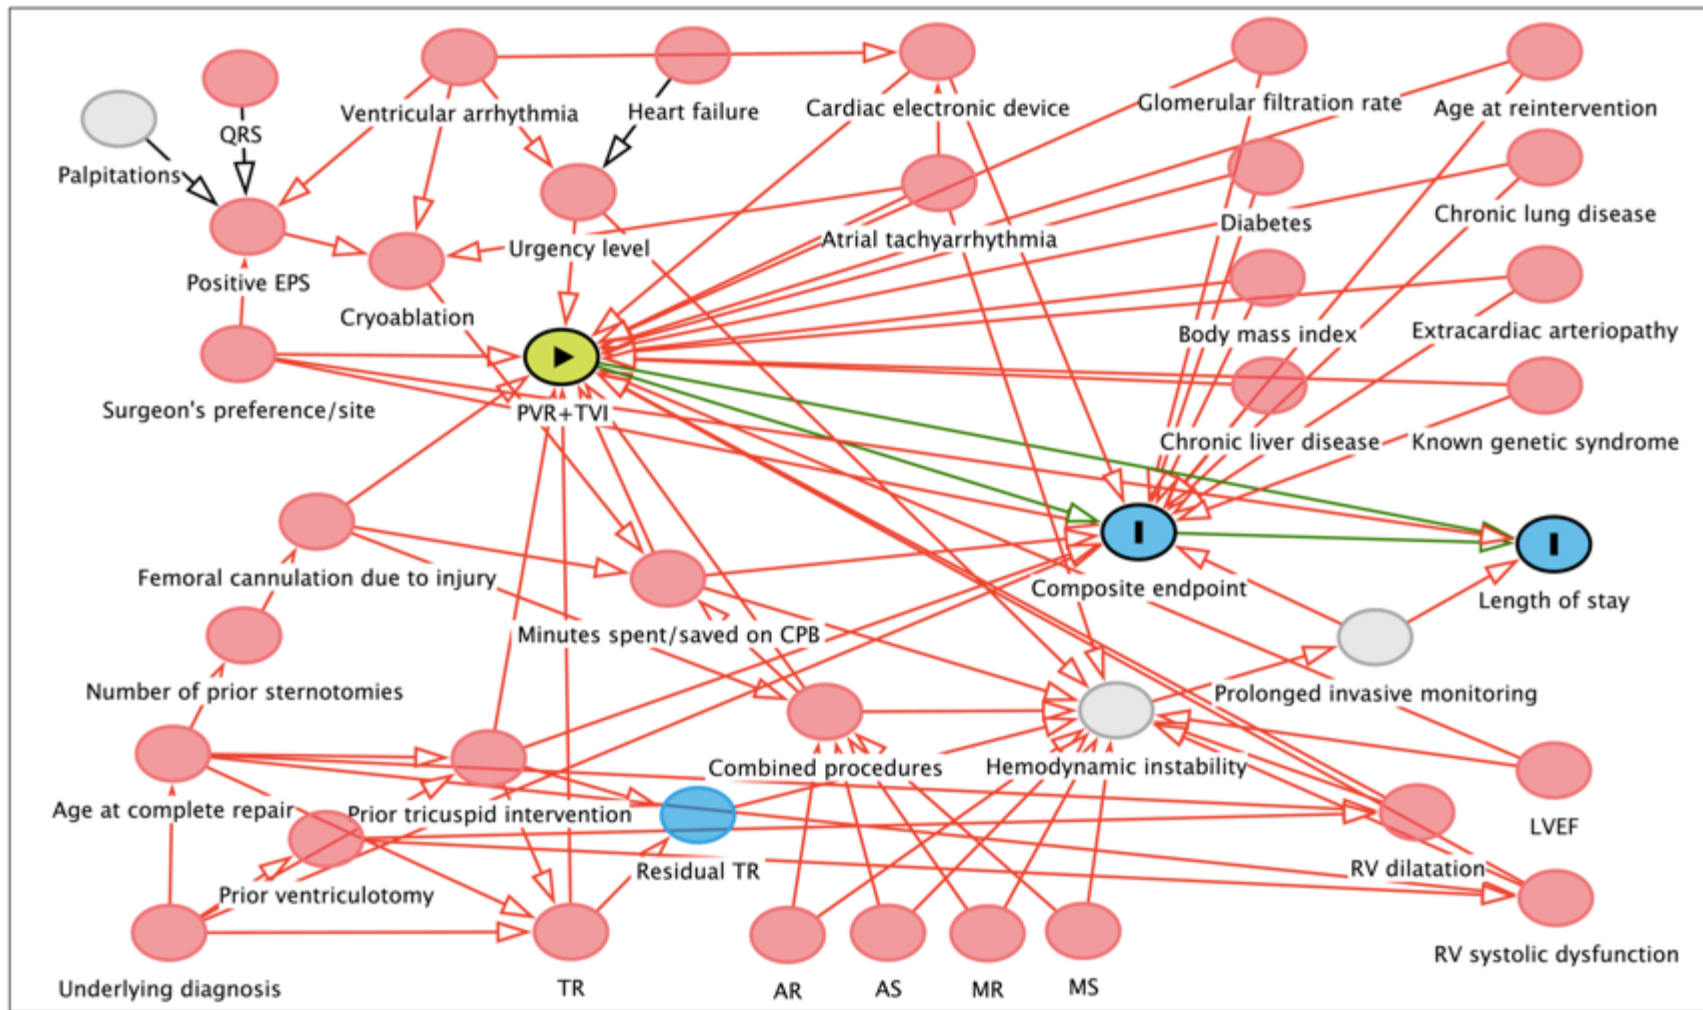 Ventricular arrhythmia
Heart failure
Cardiac electronic device
Glomerular filtration rate
Age at reintervention
QRS
Palpitations
Positive EPS
Cryoablation
Urgency level
Atrial tachyarrhythmia
Diabetes
Chronic lung disease
Body mass index
Extracardiac arteriopathy
Surgeon's preference/site
PVR+TVI
Chronic liver disease
Known genetic syndrome
Femoral cannulation due to injury
Composite endpoint
Length of stay
Minutes spent/saved on CPB
Number of prior sternotomies
Prolonged invasive monitoring
Combined procedures
Hemodynamic instability
Age at complete repair
Prior tricuspid intervention
LVEF
Residual TR
RV dilatation
Prior ventriculotomy
RV systolic dysfunction
Underlying diagnosis
TR
AR
AS
MR
MS